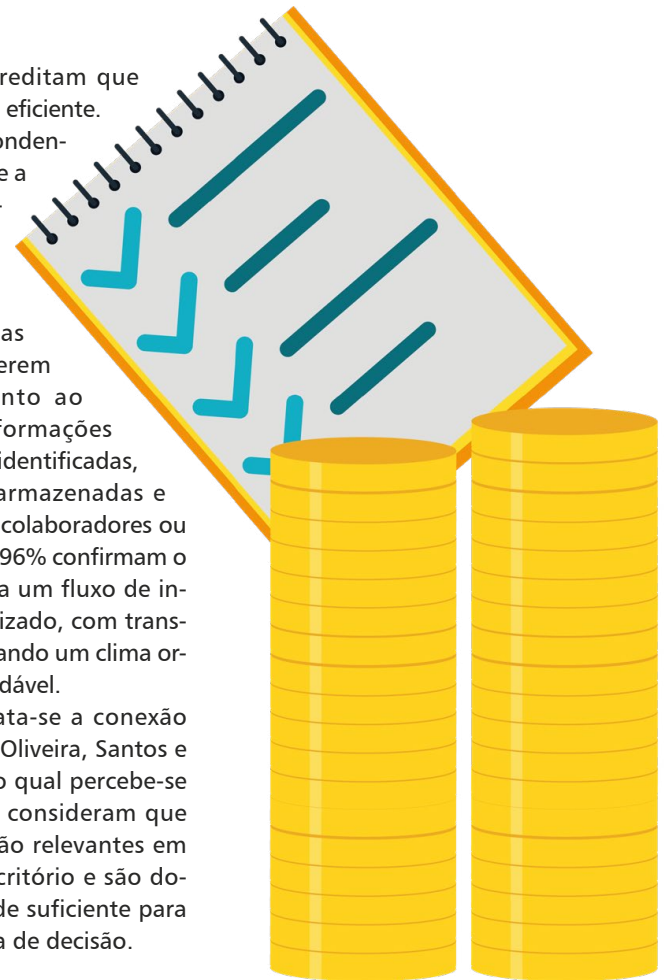 reditam que
eficiente.
onden-
e a
-
as
erem
nto ao
formações
identificadas,
armazenadas e
colaboradores ou
96% confirmam o
a um fluxo de in-
izado, com trans-
ando um clima or-
dável.
ata-se a conexão
Oliveira, Santos e
o qual percebe-se
consideram que
ão relevantes em
critório e são do-
de suficiente para
a de decisão.